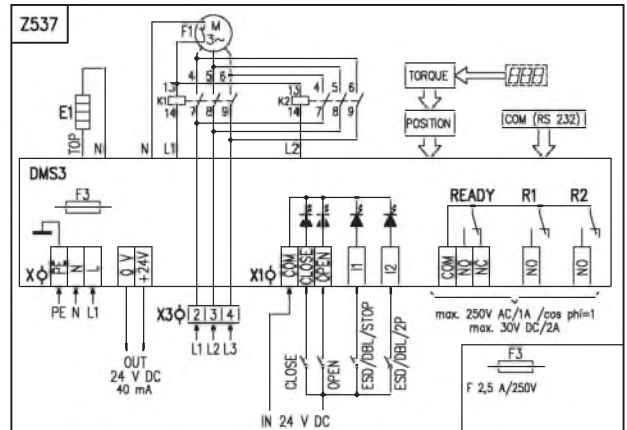 Z537
F1
M
3~
4 5 6
13
K1
14
7 8 9
13
K2
14
4 5 6
7 8 9
TORQUE
POSITION
COM (RS 232)
E1
TOP
N
N
L1
L2
DMS3
F3
READY R1 R2
X
PE
N
L
0 V
+24V
X1
COM
CLOSE
OPEN
I1
I2
COM
NO
NC
NO
NO
PE N L1
X3
2 3 4
L1 L2 L3
OUT
24 V DC
40 mA
CLOSE
OPEN
ESD/DBL/STOP
ESD/DBL/2P
IN 24 V DC
max. 250V AC/1A /cos phi=1
max. 30V DC/2A
F3
F 2,5 A/250V